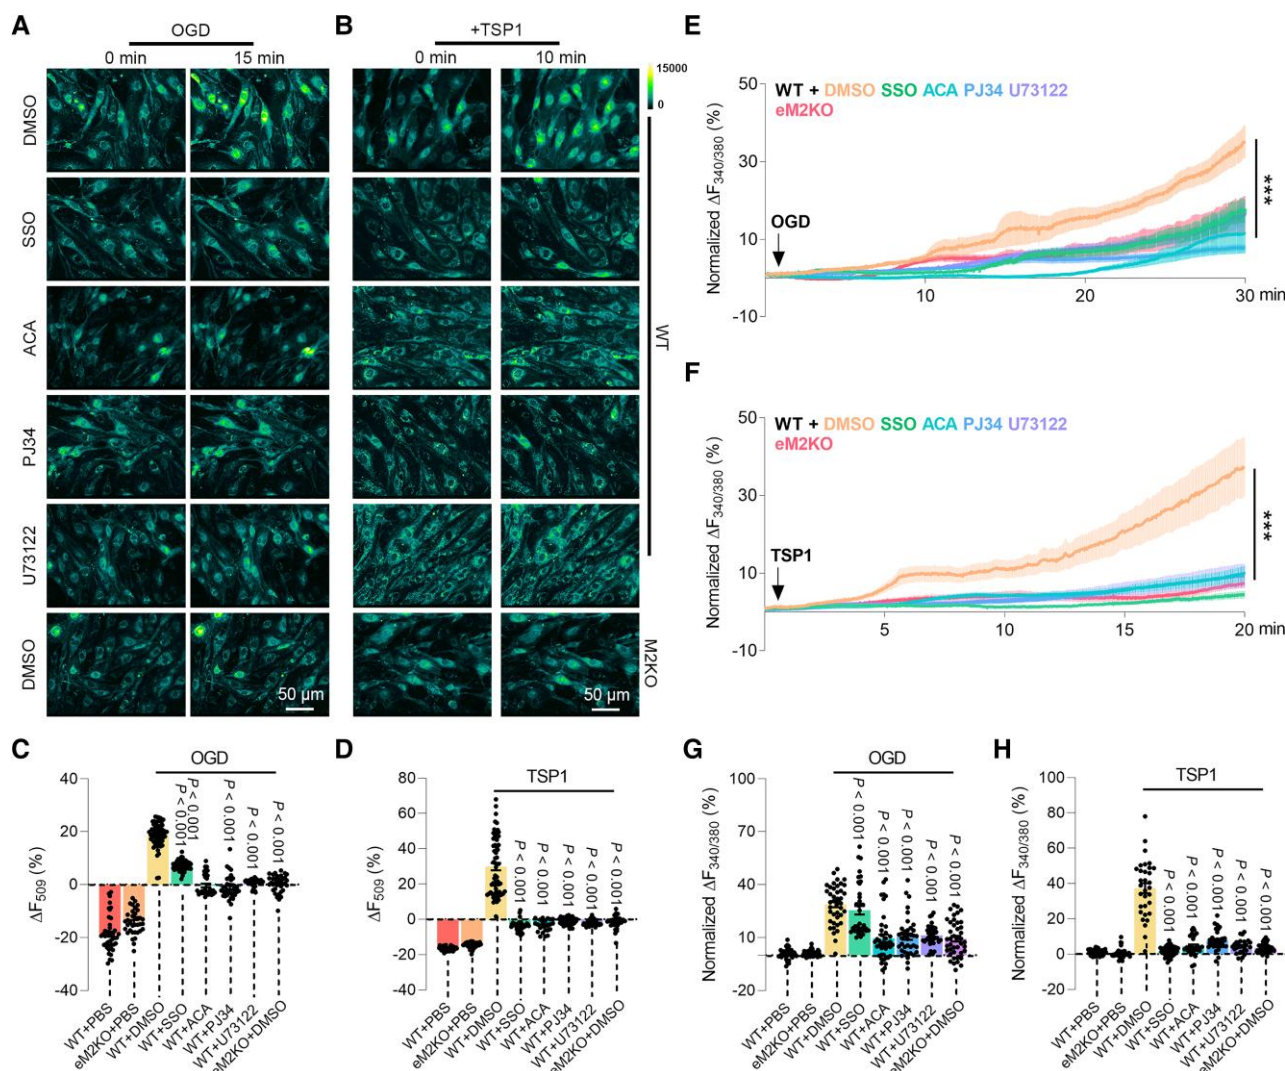 A
OGD
0 min
15 min
DMSO
SSO
ACA
PJ34
U73122
DMSO
50 µm
B
+TSP1
0 min
10 min
15000
0
WT
M2KO
50 µm
E
Normalized ΔF340/380 (%)
50
30
10
-10
WT + DMSO SSO ACA PJ34 U73122
eM2KO
OGD
***
10
20
30 min
F
Normalized ΔF340/380 (%)
50
30
10
-10
WT + DMSO SSO ACA PJ34 U73122
eM2KO
TSP1
***
5
10
15
20 min
C
OGD
ΔF509 (%)
40
20
0
-20
-40
P < 0.001
P < 0.001
P < 0.001
P < 0.001
P < 0.001
WT+PBS
eM2KO+PBS
WT+DMSO
WT+SSO
WT+ACA
WT+PJ34
WT+U73122
eM2KO+DMSO
D
TSP1
ΔF509 (%)
80
60
40
20
0
-20
-40
P < 0.001
P < 0.001
P < 0.001
P < 0.001
P < 0.001
WT+PBS
eM2KO+PBS
WT+DMSO
WT+SSO
WT+ACA
WT+PJ34
WT+U73122
eM2KO+DMSO
G
OGD
Normalized ΔF340/380 (%)
100
70
40
10
-20
P < 0.001
P < 0.001
P < 0.001
P < 0.001
P < 0.001
WT+PBS
eM2KO+PBS
WT+DMSO
WT+SSO
WT+ACA
WT+PJ34
WT+U73122
eM2KO+DMSO
H
TSP1
Normalized ΔF340/380 (%)
100
80
60
40
20
0
-20
P < 0.001
P < 0.001
P < 0.001
P < 0.001
P < 0.001
WT+PBS
eM2KO+PBS
WT+DMSO
WT+SSO
WT+ACA
WT+PJ34
WT+U73122
eM2KO+DMSO